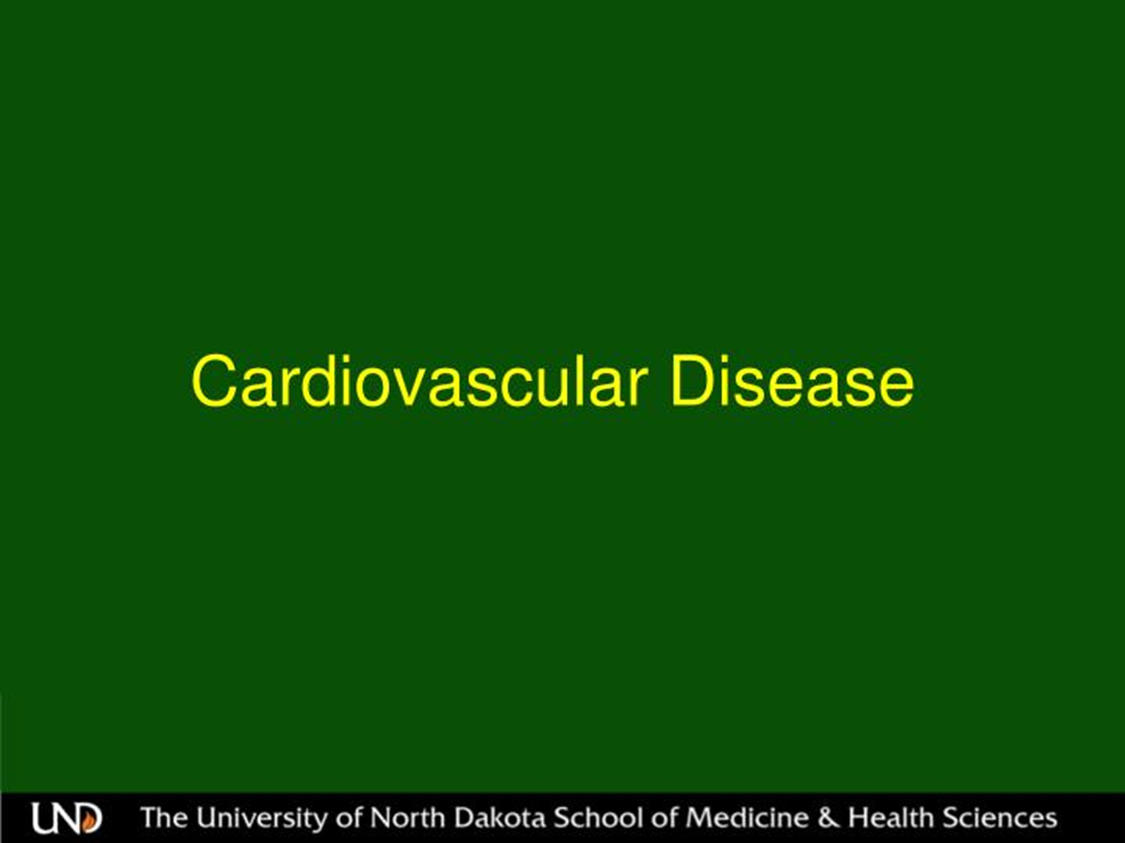 Cardiovascular Disease
UND The University of North Dakota School of Medicine & Health Sciences